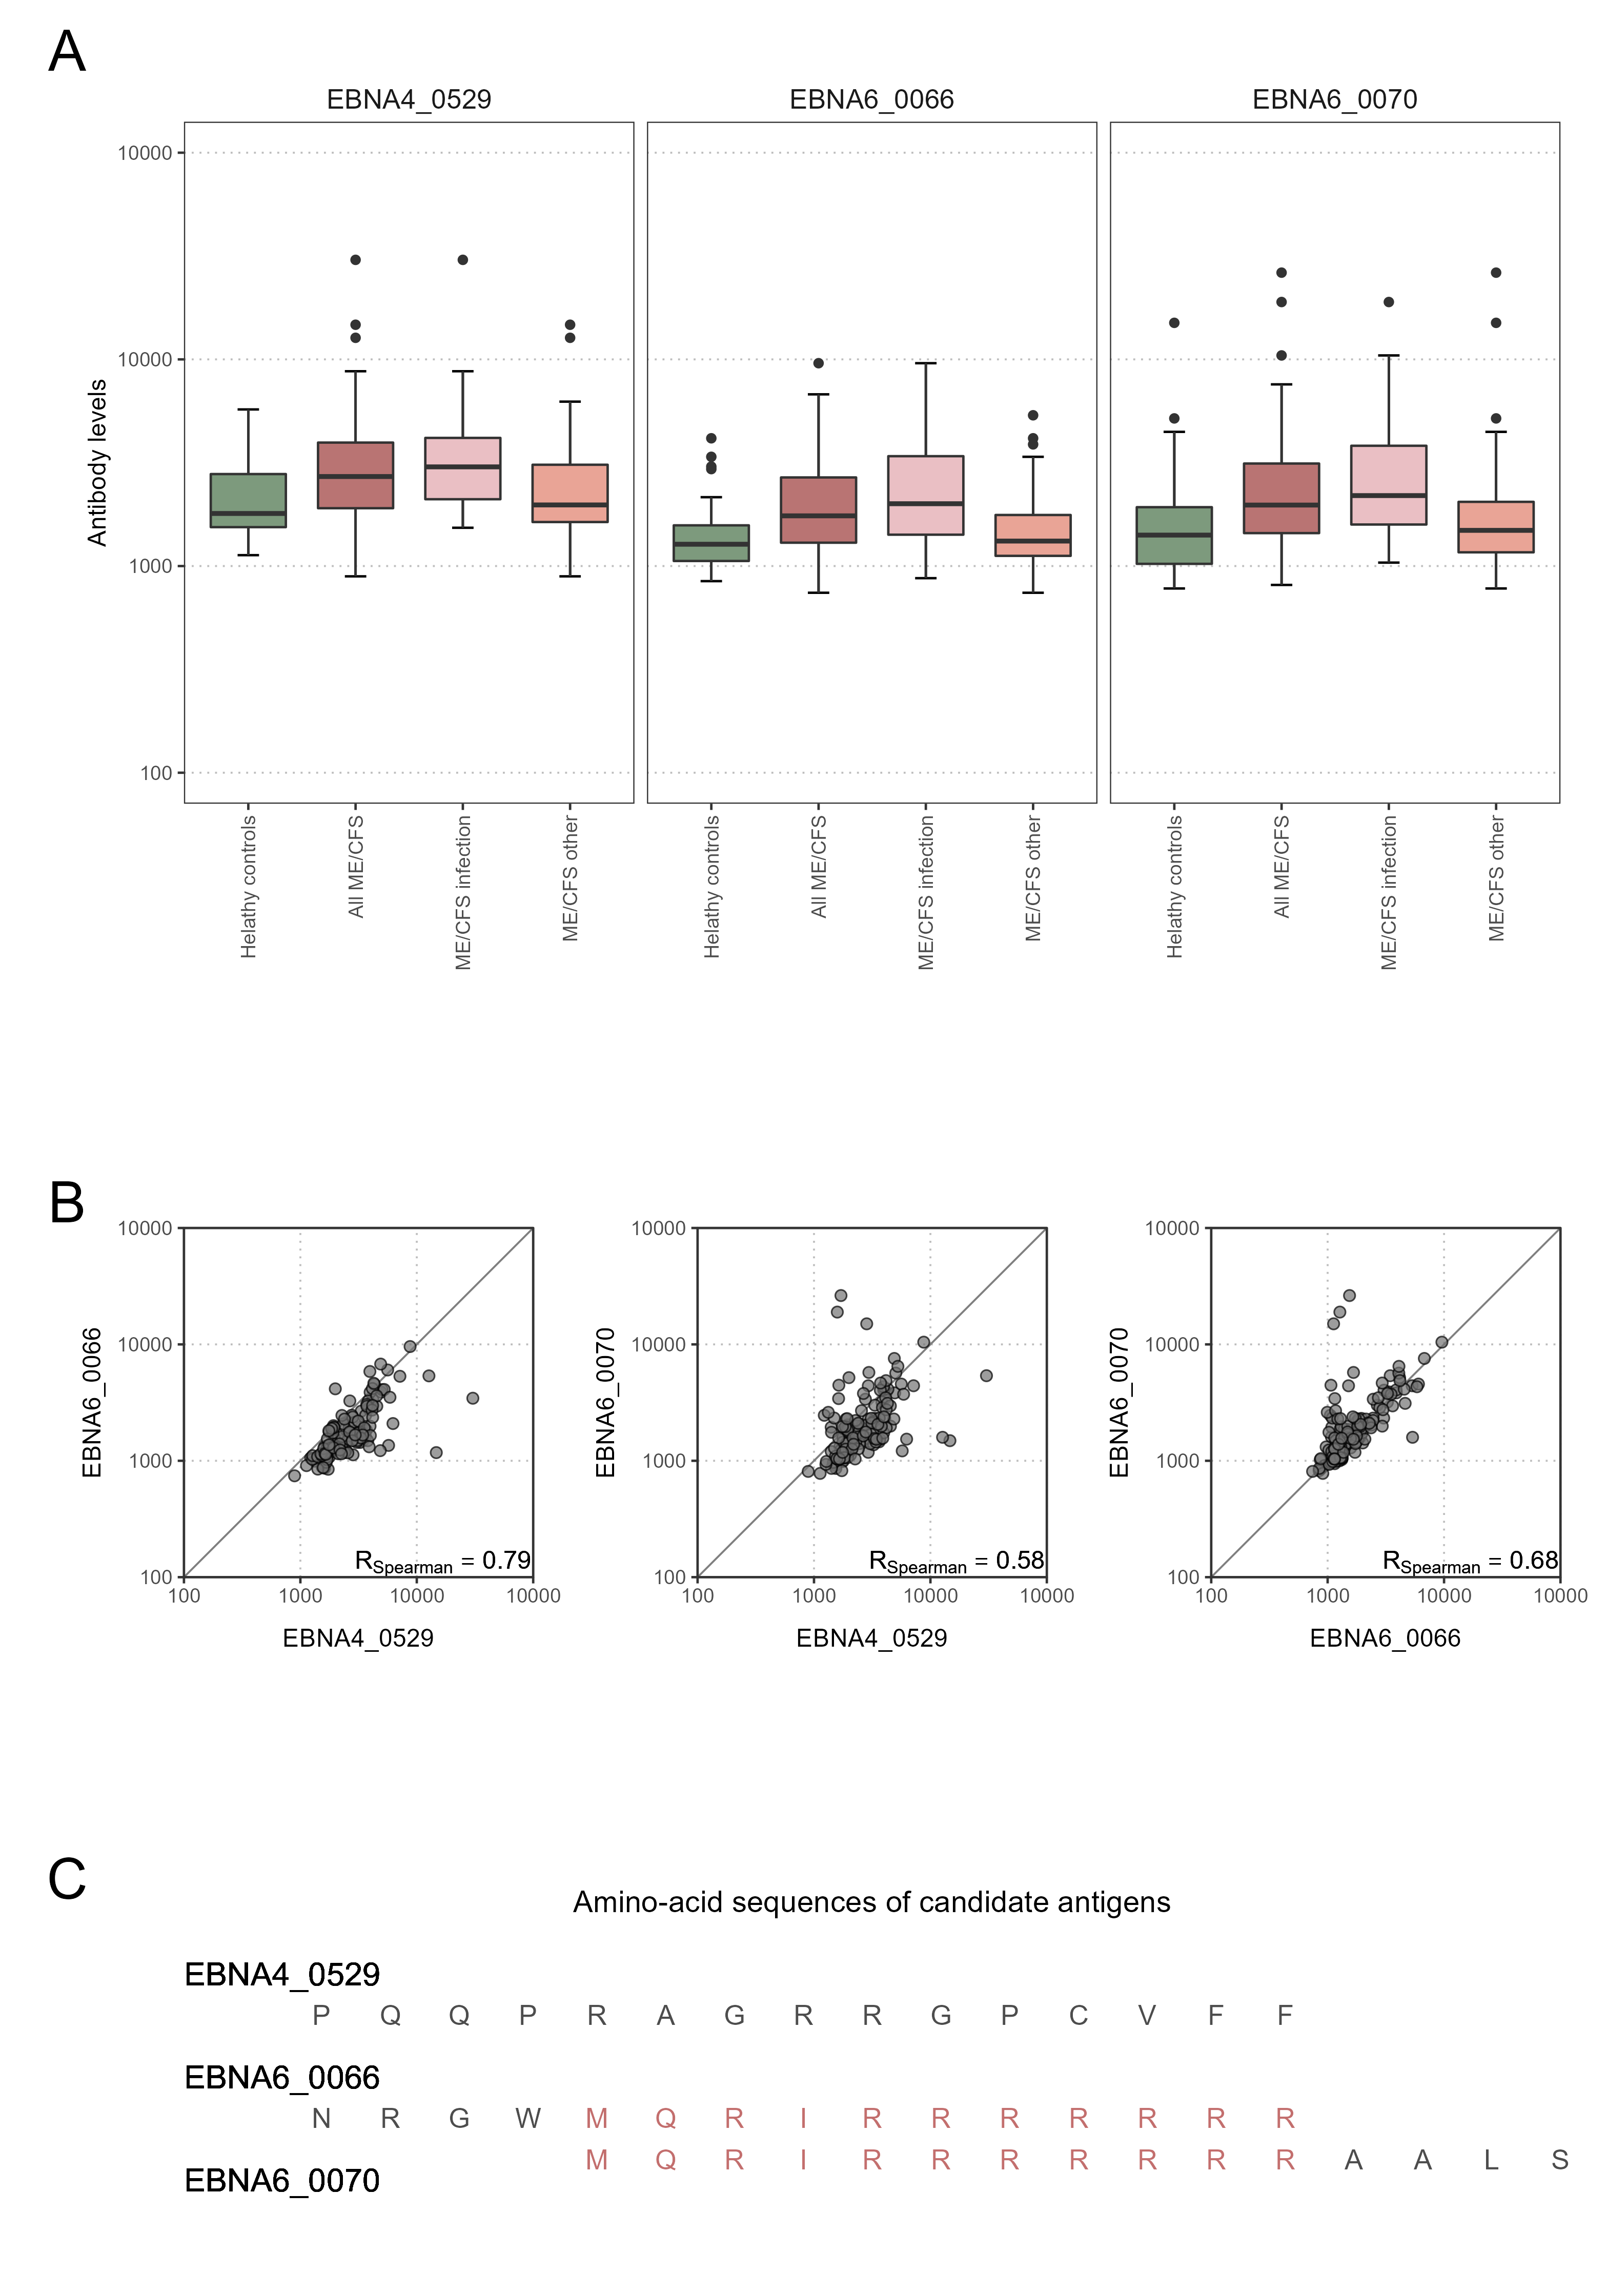 A
EBNA4_0529 EBNA6_0066 EBNA6_0070
10000
10000
1000
100
Antibody levels
Helathy controls All ME/CFS ME/CFS infection ME/CFS other Helathy controls All ME/CFS ME/CFS infection ME/CFS other Helathy controls All ME/CFS ME/CFS infection ME/CFS other
B
10000
10000
1000
100
EBNA6_0066
RSpearman = 0.79
100 1000 10000 10000
EBNA4_0529
10000
10000
1000
100
EBNA6_0070
RSpearman = 0.58
100 1000 10000 10000
EBNA4_0529
10000
10000
1000
100
EBNA6_0070
RSpearman = 0.68
100 1000 10000 10000
EBNA6_0066
C
Amino-acid sequences of candidate antigens
EBNA4_0529
P Q Q P R A G R R G P C V F F
EBNA6_0066
N R G W M Q R I R R R R R R R
M Q R I R R R R R R R A A L S
EBNA6_0070